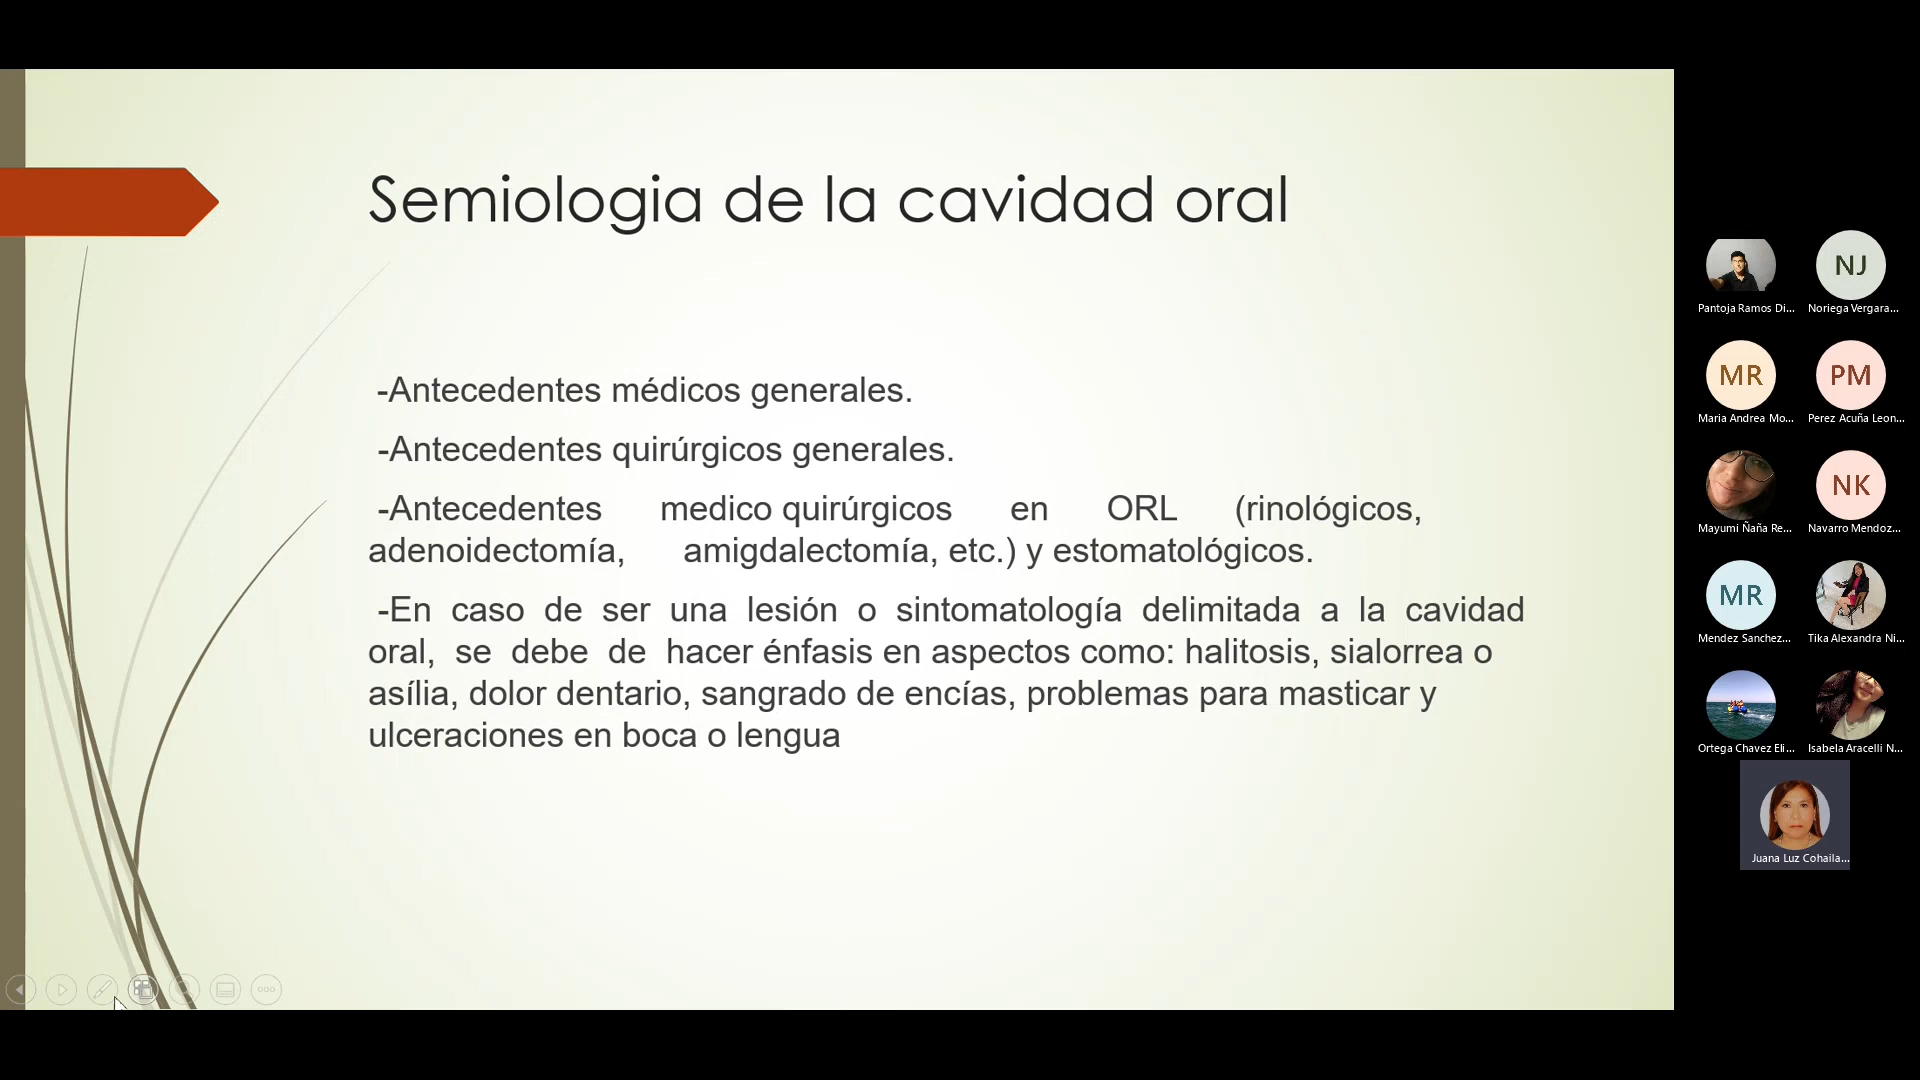 Semiologia de la cavidad oral
-Antecedentes médicos generales.
-Antecedentes quirúrgicos generales.
-Antecedentes medico quirúrgicos en ORL (rinológicos,
adenoidectomía, amigdalectomía, etc.) y estomatológicos.
-En caso de ser una lesión o sintomatología delimitada a la cavidad
oral, se debe de hacer énfasis en aspectos como: halitosis, sialorrea o
asília, dolor dentario, sangrado de encías, problemas para masticar y
ulceraciones en boca o lengua
NJ
Pantoja Ramos Di...
Noriega Vergara...
MR
PM
Maria Andrea Mo...
Perez Acuña Leon...
NK
Mayumi Ñaña Re...
Navarro Mendoz...
MR
Mendez Sanchez...
Tika Alexandra Ni...
Ortega Chavez Eli...
Isabela Aracelli N...
Juana Luz Cohaila...